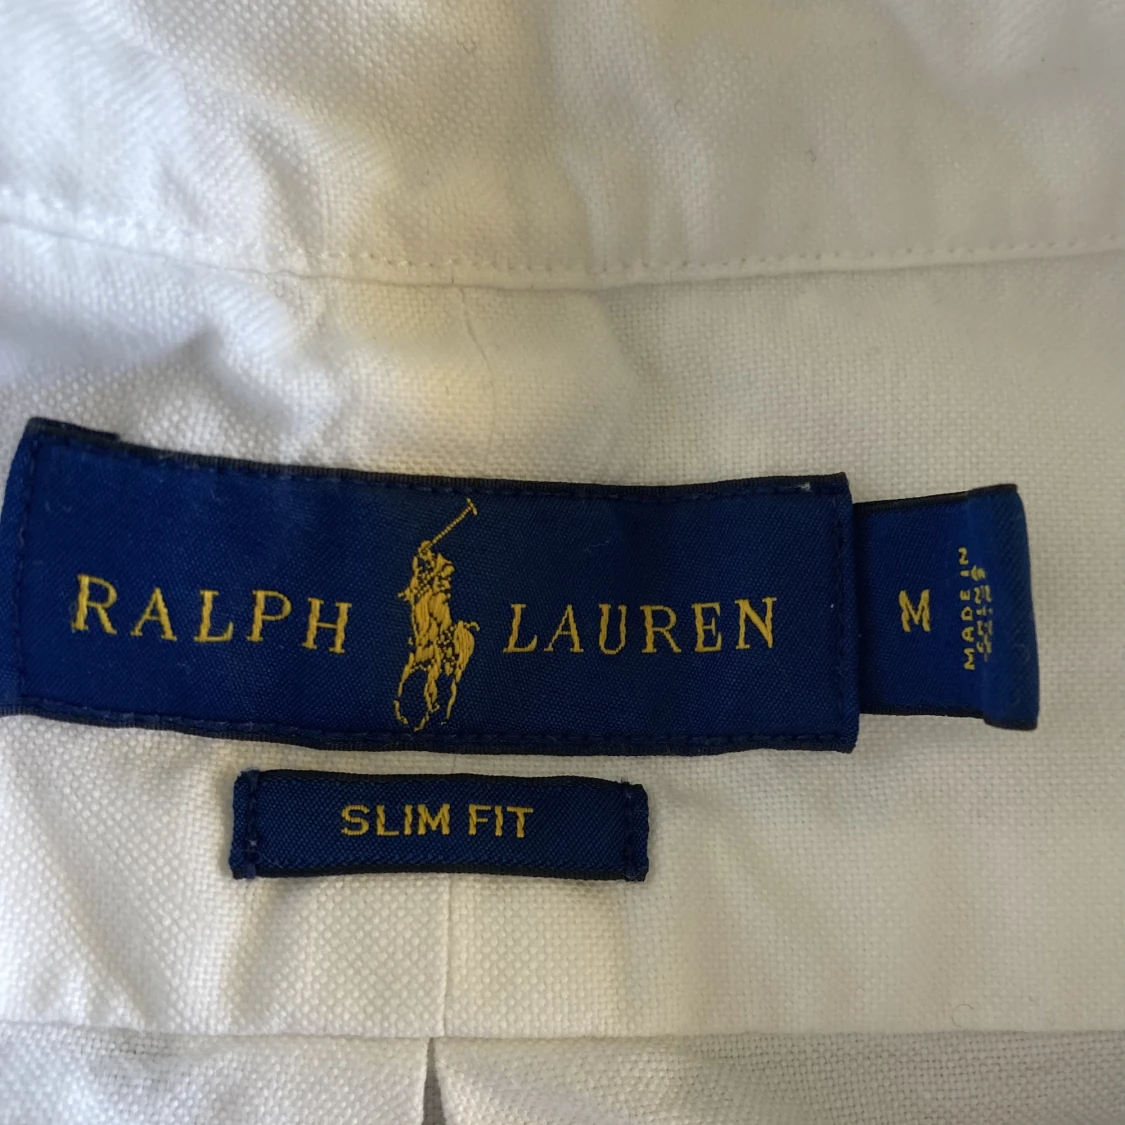 RALPH LAUREN
M
MADE IN
SLIM FIT